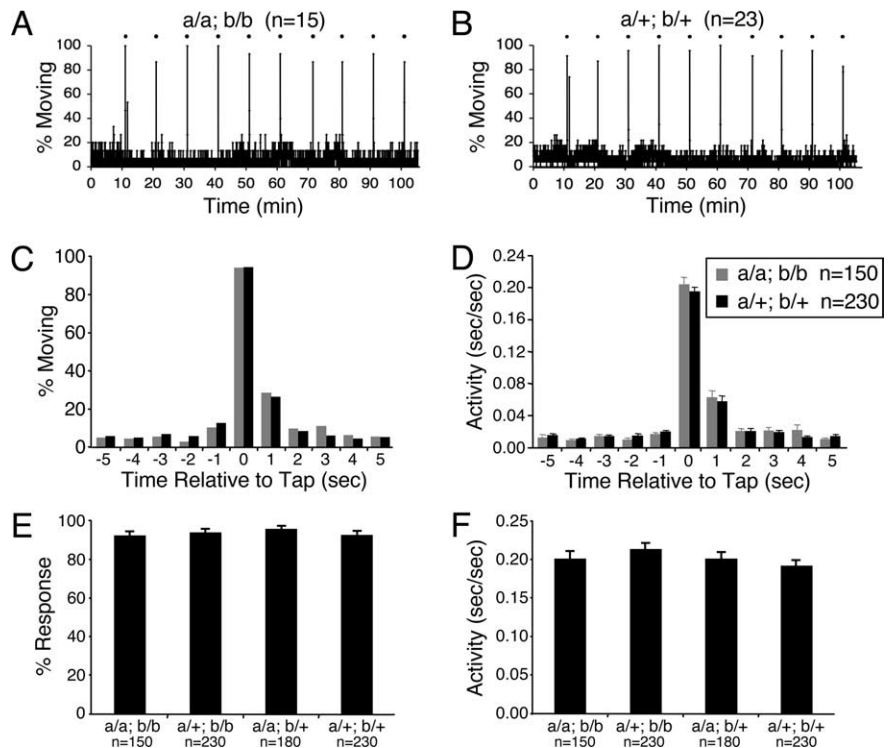 A
a/a; b/b (n=15)
% Moving
100
80
60
40
20
0
0 10 20 30 40 50 60 70 80 90 100
Time (min)
B
a/+; b/+ (n=23)
% Moving
100
80
60
40
20
0
0 10 20 30 40 50 60 70 80 90 100
Time (min)
C
% Moving
100
80
60
40
20
0
-5 -4 -3 -2 -1 0 1 2 3 4 5
Time Relative to Tap (sec)
D
Activity (sec/sec)
0.24
0.20
0.16
0.12
0.08
0.04
0.00
a/a; b/b n=150
a/+; b/+ n=230
-5 -4 -3 -2 -1 0 1 2 3 4 5
Time Relative to Tap (sec)
E
% Response
100
80
60
40
20
0
a/a; b/b a/+; b/b a/a; b/+ a/+; b/+
n=150 n=230 n=180 n=230
F
Activity (sec/sec)
0.25
0.20
0.15
0.10
0.05
0.00
a/a; b/b a/+; b/b a/a; b/+ a/+; b/+
n=150 n=230 n=180 n=230